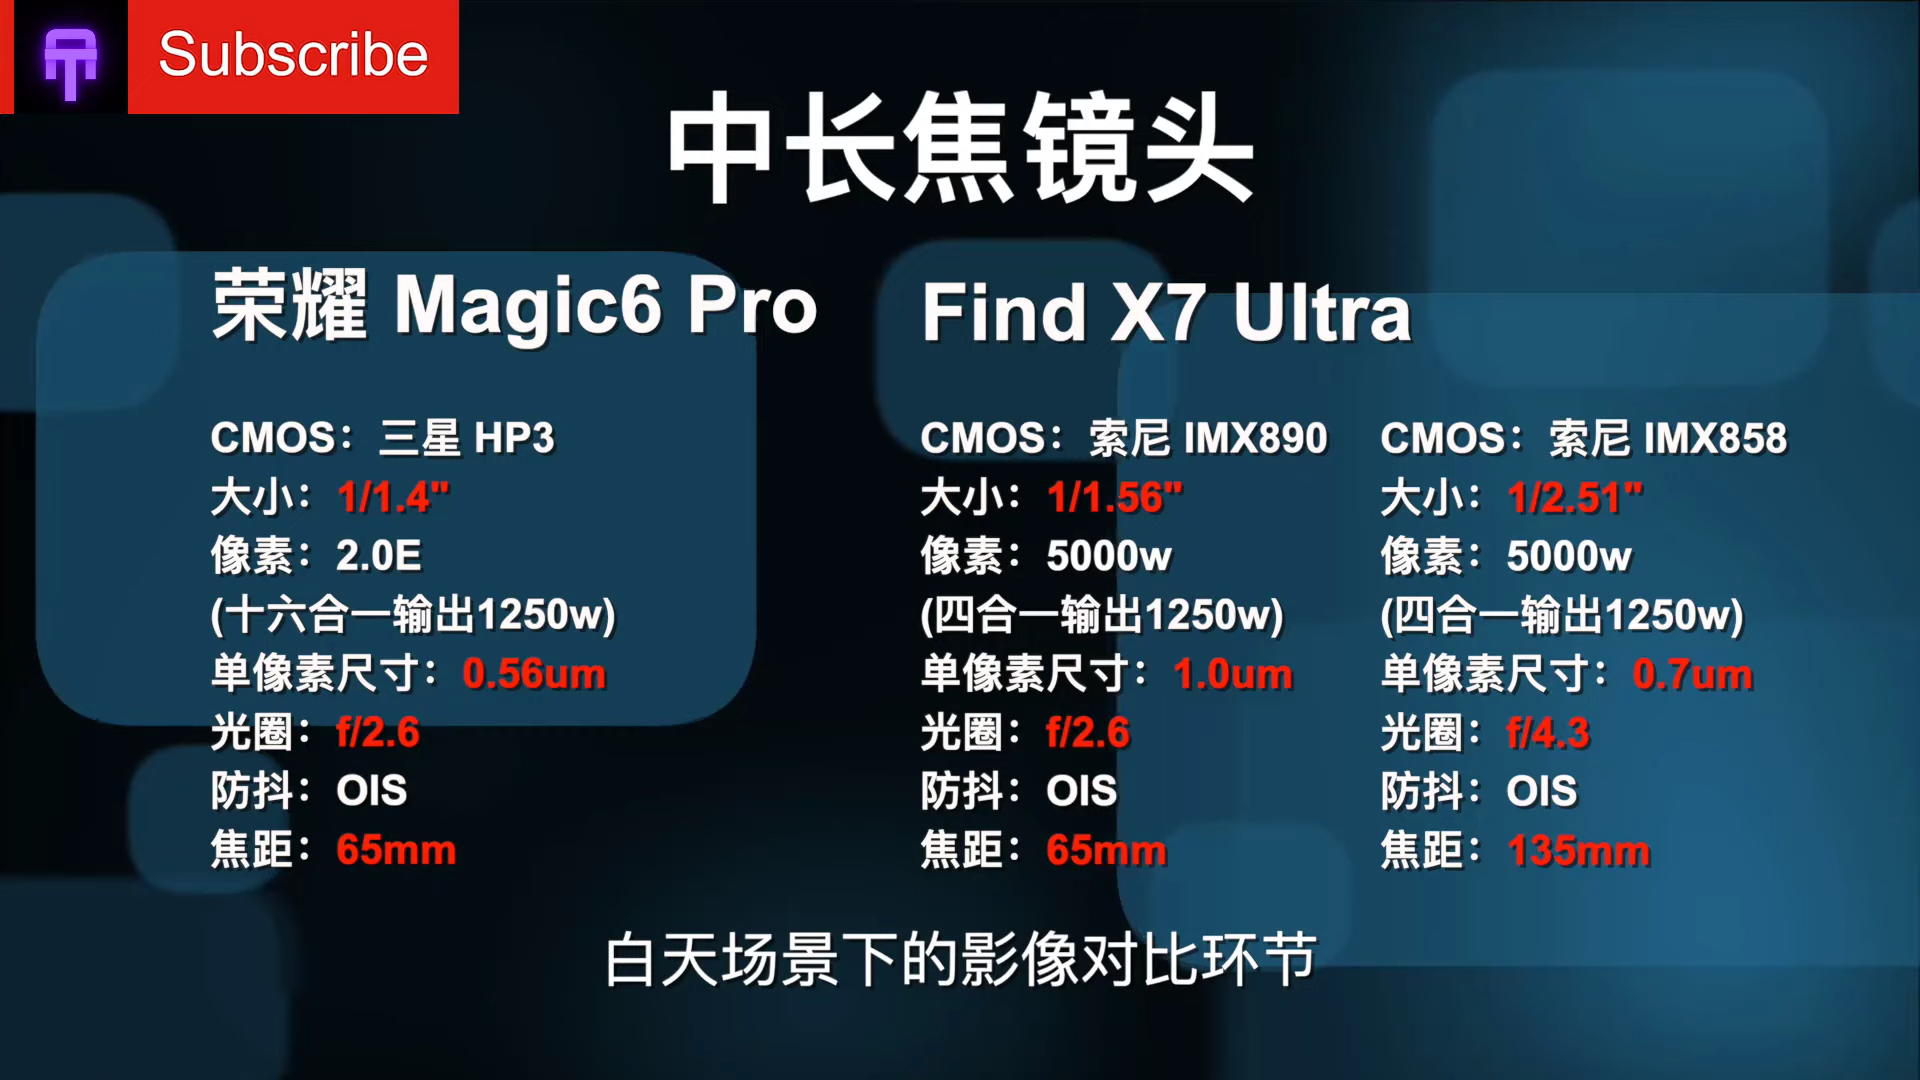 Subscribe
中长焦镜头
荣耀 Magic6 Pro
CMOS：三星 HP3
大小：1/1.4"
像素：2.0E
(十六合一输出1250w)
单像素尺寸：0.56um
光圈：f/2.6
防抖：OIS
焦距：65mm
Find X7 Ultra
CMOS：索尼 IMX890
大小：1/1.56"
像素：5000w
(四合一输出1250w)
单像素尺寸：1.0um
光圈：f/2.6
防抖：OIS
焦距：65mm
CMOS：索尼 IMX858
大小：1/2.51"
像素：5000w
(四合一输出1250w)
单像素尺寸：0.7um
光圈：f/4.3
防抖：OIS
焦距：135mm
白天场景下的影像对比环节